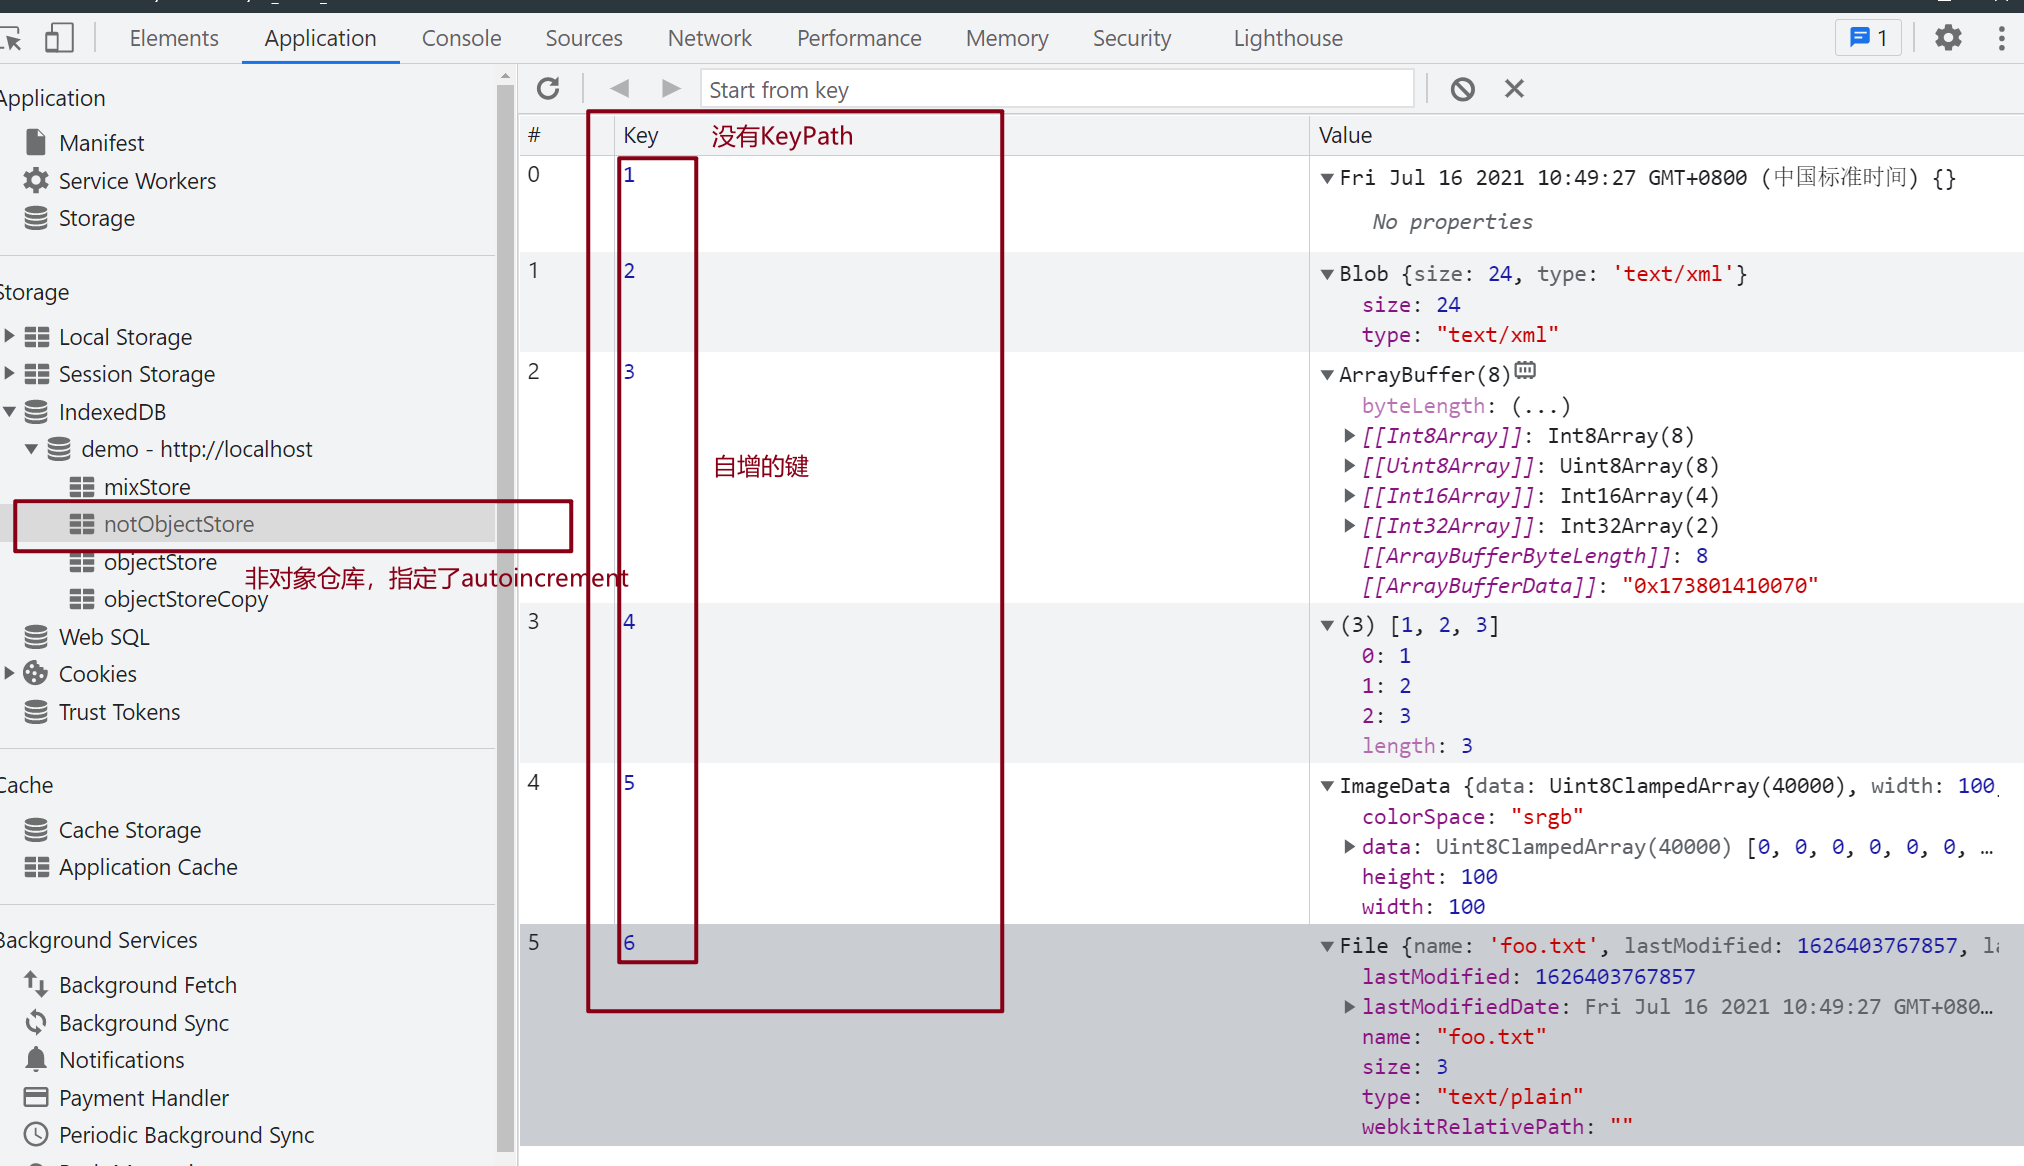 Elements Application Console Sources Network Performance Memory Security Lighthouse 1
Application
Manifest
Service Workers
Storage
Storage
Local Storage
Session Storage
IndexedDB
demo - http://localhost
mixStore
notObjectStore
objectStore
非对象仓库，指定了autoincrement
objectStoreCopy
Web SQL
Cookies
Trust Tokens
Cache
Cache Storage
Application Cache
Background Services
Background Fetch
Background Sync
Notifications
Payment Handler
Periodic Background Sync
Start from key
# Key 没有KeyPath Value
0 1 Fri Jul 16 2021 10:49:27 GMT+0800 (中国标准时间) {}
No properties
1 2 Blob {size: 24, type: 'text/xml'}
size: 24
type: "text/xml"
2 3 ArrayBuffer(8)
byteLength: (...)
[[Int8Array]]: Int8Array(8)
自增的键 [[Uint8Array]]: Uint8Array(8)
[[Int16Array]]: Int16Array(4)
[[Int32Array]]: Int32Array(2)
[[ArrayBufferByteLength]]: 8
[[ArrayBufferData]]: "0x173801410070"
3 4 (3) [1, 2, 3]
0: 1
1: 2
2: 3
length: 3
4 5 ImageData {data: Uint8ClampedArray(40000), width: 100,
colorSpace: "srgb"
data: Uint8ClampedArray(40000) [0, 0, 0, 0, 0, 0, …
height: 100
width: 100
5 6 File {name: 'foo.txt', lastModified: 1626403767857, la
lastModified: 1626403767857
lastModifiedDate: Fri Jul 16 2021 10:49:27 GMT+080…
name: "foo.txt"
size: 3
type: "text/plain"
webkitRelativePath: ""